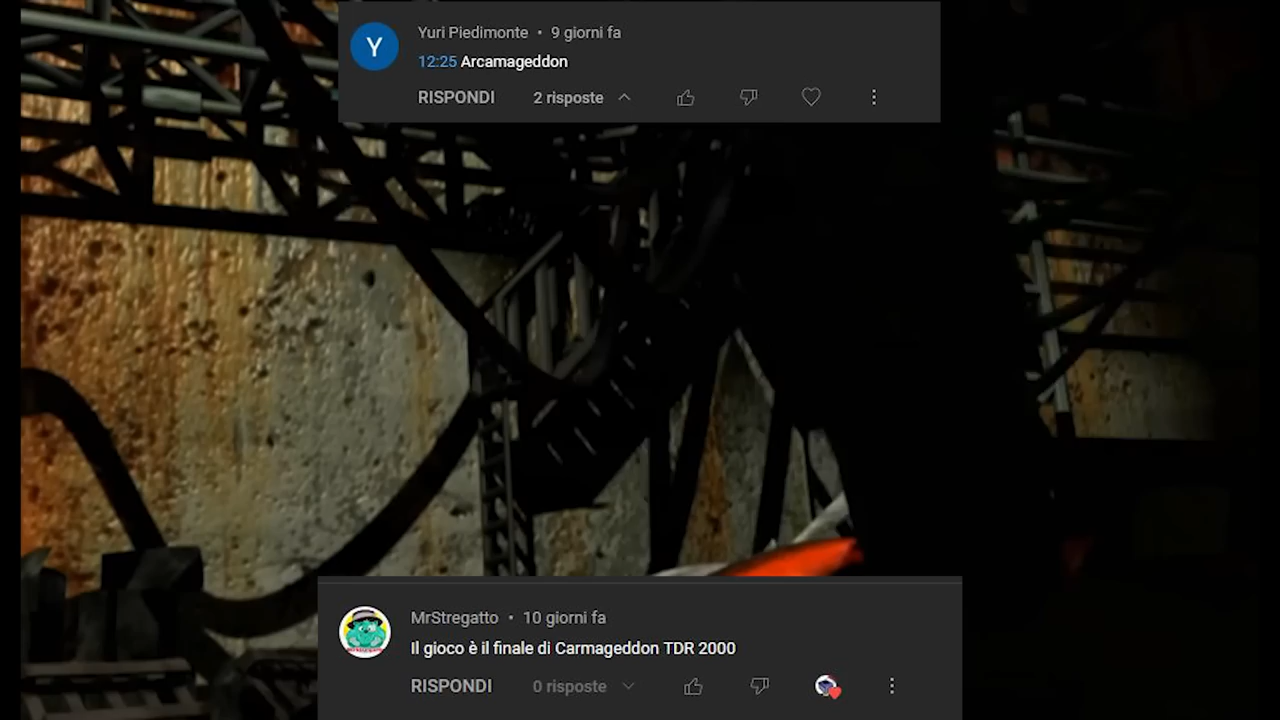 Y
Yuri Piedimonte • 9 giorni fa
12:25 Arcamageddon
RISPONDI 2 risposte
MrStregatto • 10 giorni fa
Il gioco è il finale di Carmageddon TDR 2000
RISPONDI 0 risposte